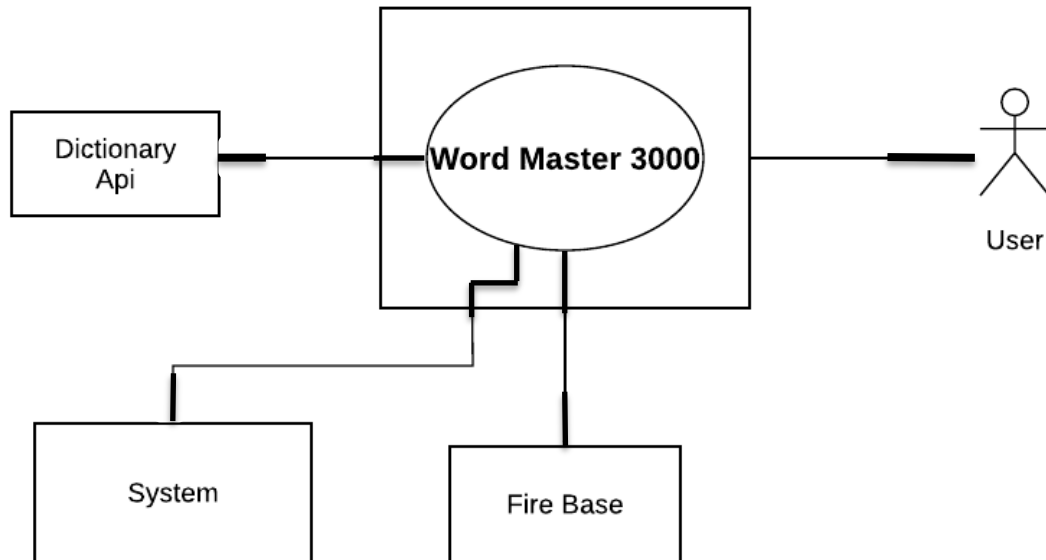 Dictionary
Api
Word Master 3000
User
System
Fire Base